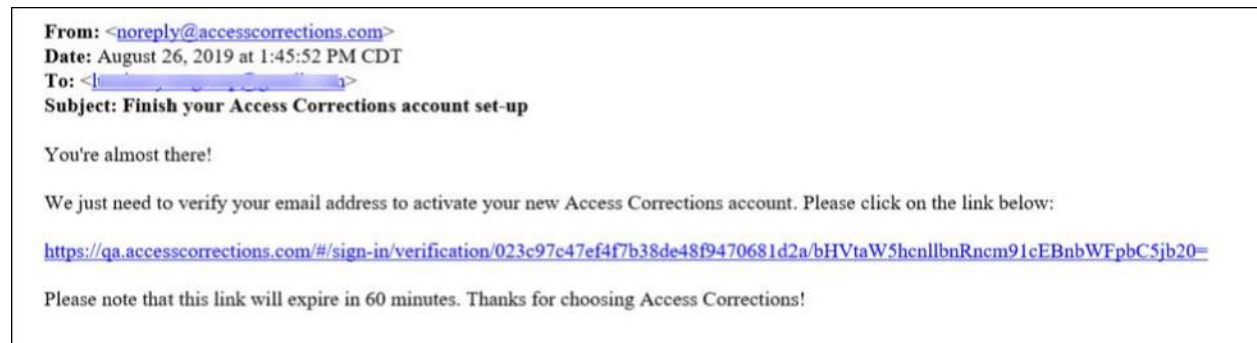 From: <noreply@accesscorrections.com>
Date: August 26, 2019 at 1:45:52 PM CDT
To: <
Subject: Finish your Access Corrections account set-up
You're almost there!
We just need to verify your email address to activate your new Access Corrections account. Please click on the link below:
https://qa.accesscorrections.com/#/sign-in/verification/023c97c47ef4f7b38de48f9470681d2a/[encoded email omitted]
Please note that this link will expire in 60 minutes. Thanks for choosing Access Corrections!